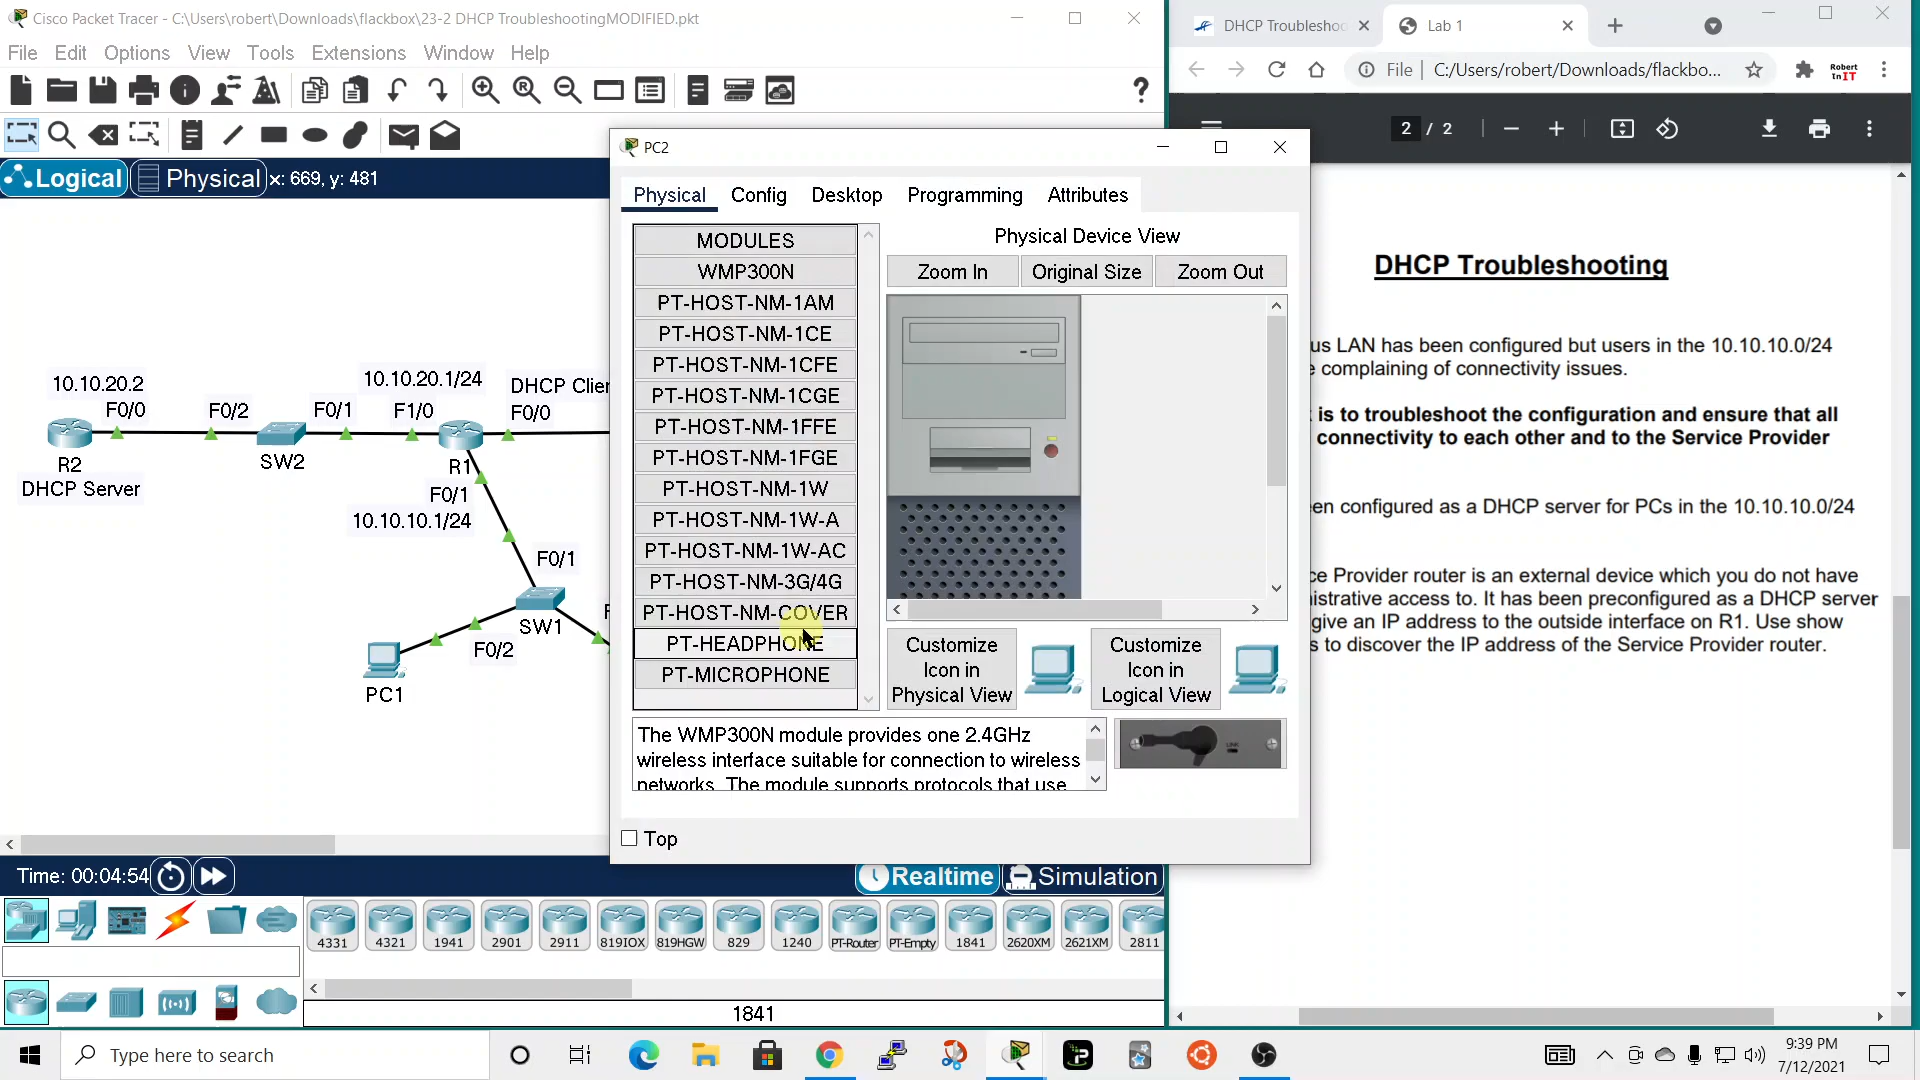 Cisco Packet Tracer - C:\Users\robert\Downloads\flackbox\23-2 DHCP TroubleshootingMODIFIED.pkt
File Edit Options View Tools Extensions Window Help
Logical
Physical
x: 669, y: 481
10.10.20.2
F0/0
F0/2
F0/1
10.10.20.1/24
F1/0
DHCP Clier
F0/0
R2
DHCP Server
SW2
R1
F0/1
10.10.10.1/24
F0/1
SW1
F0/2
F
PC1
PC2
Physical Config Desktop Programming Attributes
MODULES
WMP300N
PT-HOST-NM-1AM
PT-HOST-NM-1CE
PT-HOST-NM-1CFE
PT-HOST-NM-1CGE
PT-HOST-NM-1FFE
PT-HOST-NM-1FGE
PT-HOST-NM-1W
PT-HOST-NM-1W-A
PT-HOST-NM-1W-AC
PT-HOST-NM-3G/4G
PT-HOST-NM-COVER
PT-HEADPHONE
PT-MICROPHONE
Physical Device View
Zoom In Original Size Zoom Out
Customize
Icon in
Physical View
Customize
Icon in
Logical View
The WMP300N module provides one 2.4GHz
wireless interface suitable for connection to wireless
networks. The module supports protocols that use
Top
Time: 00:04:54
Realtime
Simulation
4331 4321 1941 2901 2911 819IOX 819HGW 829 1240 PT-Router PT-Empty 1841 2620XM 2621XM 2811
1841
DHCP Troubleshoo
Lab 1
File | C:/Users/robert/Downloads/flackbo...
Robert
InIT
2 / 2
DHCP Troubleshooting
us LAN has been configured but users in the 10.10.10.0/24
e complaining of connectivity issues.
is to troubleshoot the configuration and ensure that all
connectivity to each other and to the Service Provider
en configured as a DHCP server for PCs in the 10.10.10.0/24
ce Provider router is an external device which you do not have
istrative access to. It has been preconfigured as a DHCP server
give an IP address to the outside interface on R1. Use show
s to discover the IP address of the Service Provider router.
Type here to search
9:39 PM
7/12/2021